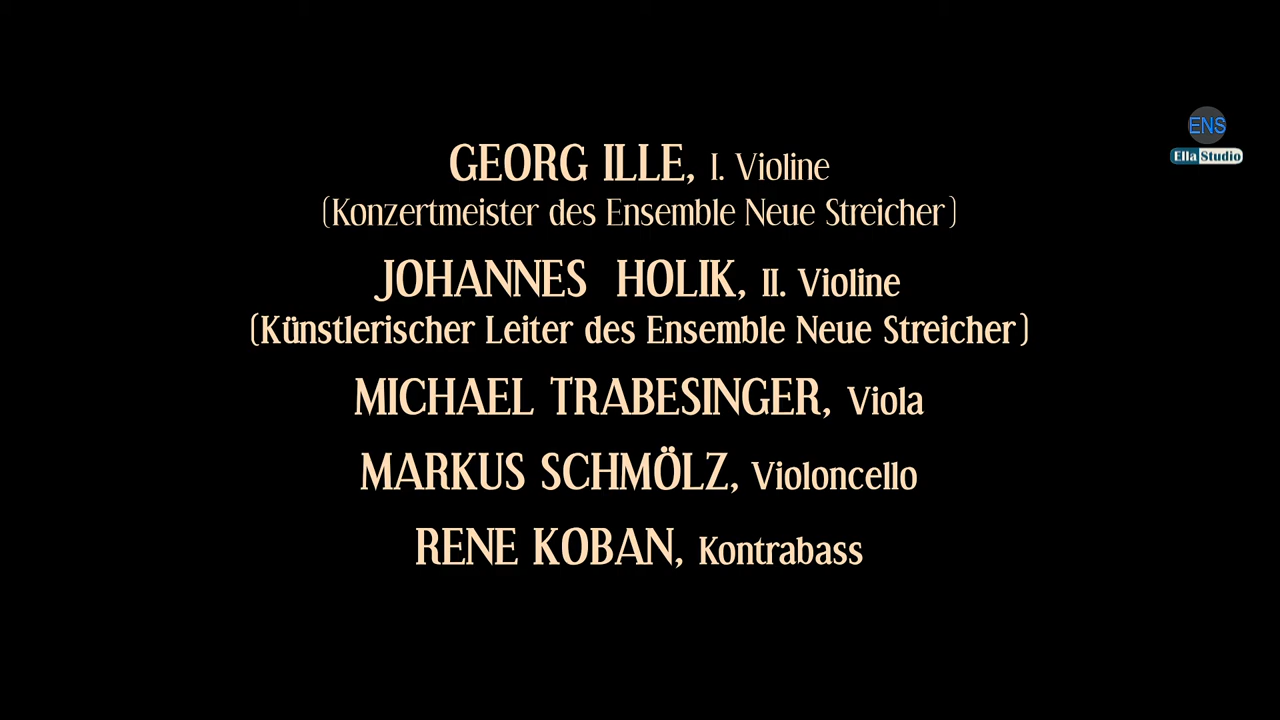 GEORG ILLE, I. Violine
(Konzertmeister des Ensemble Neue Streicher)
JOHANNES HOLIK, II. Violine
(Künstlerischer Leiter des Ensemble Neue Streicher)
MICHAEL TRABESINGER, Viola
MARKUS SCHMÖLZ, Violoncello
RENE KOBAN, Kontrabass
ENS
Ella Studio